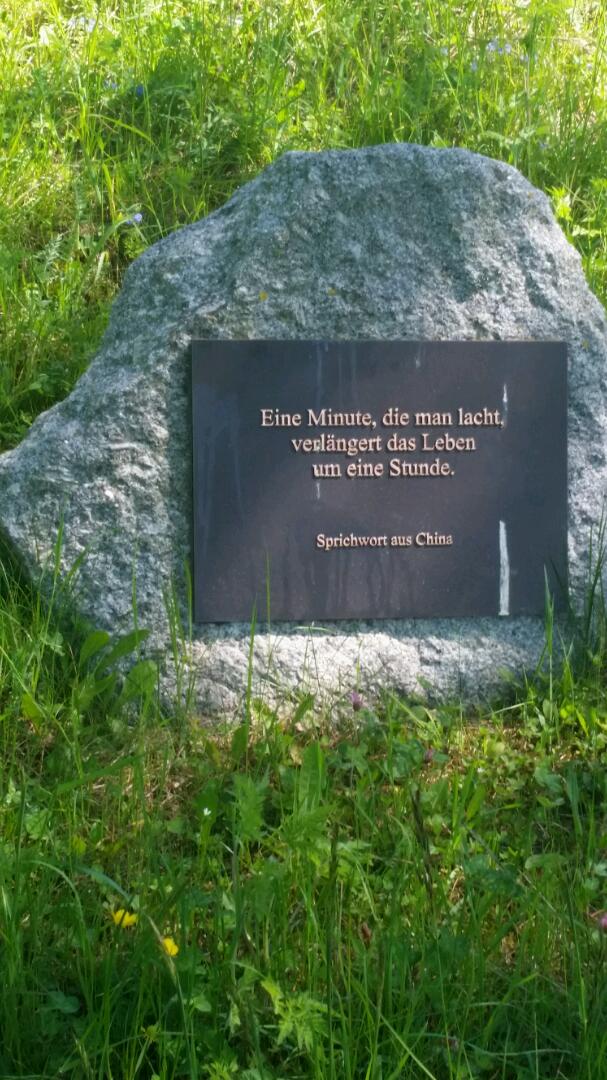 Eine Minute, die man lacht,
verlängert das Leben
um eine Stunde.
Sprichwort aus China